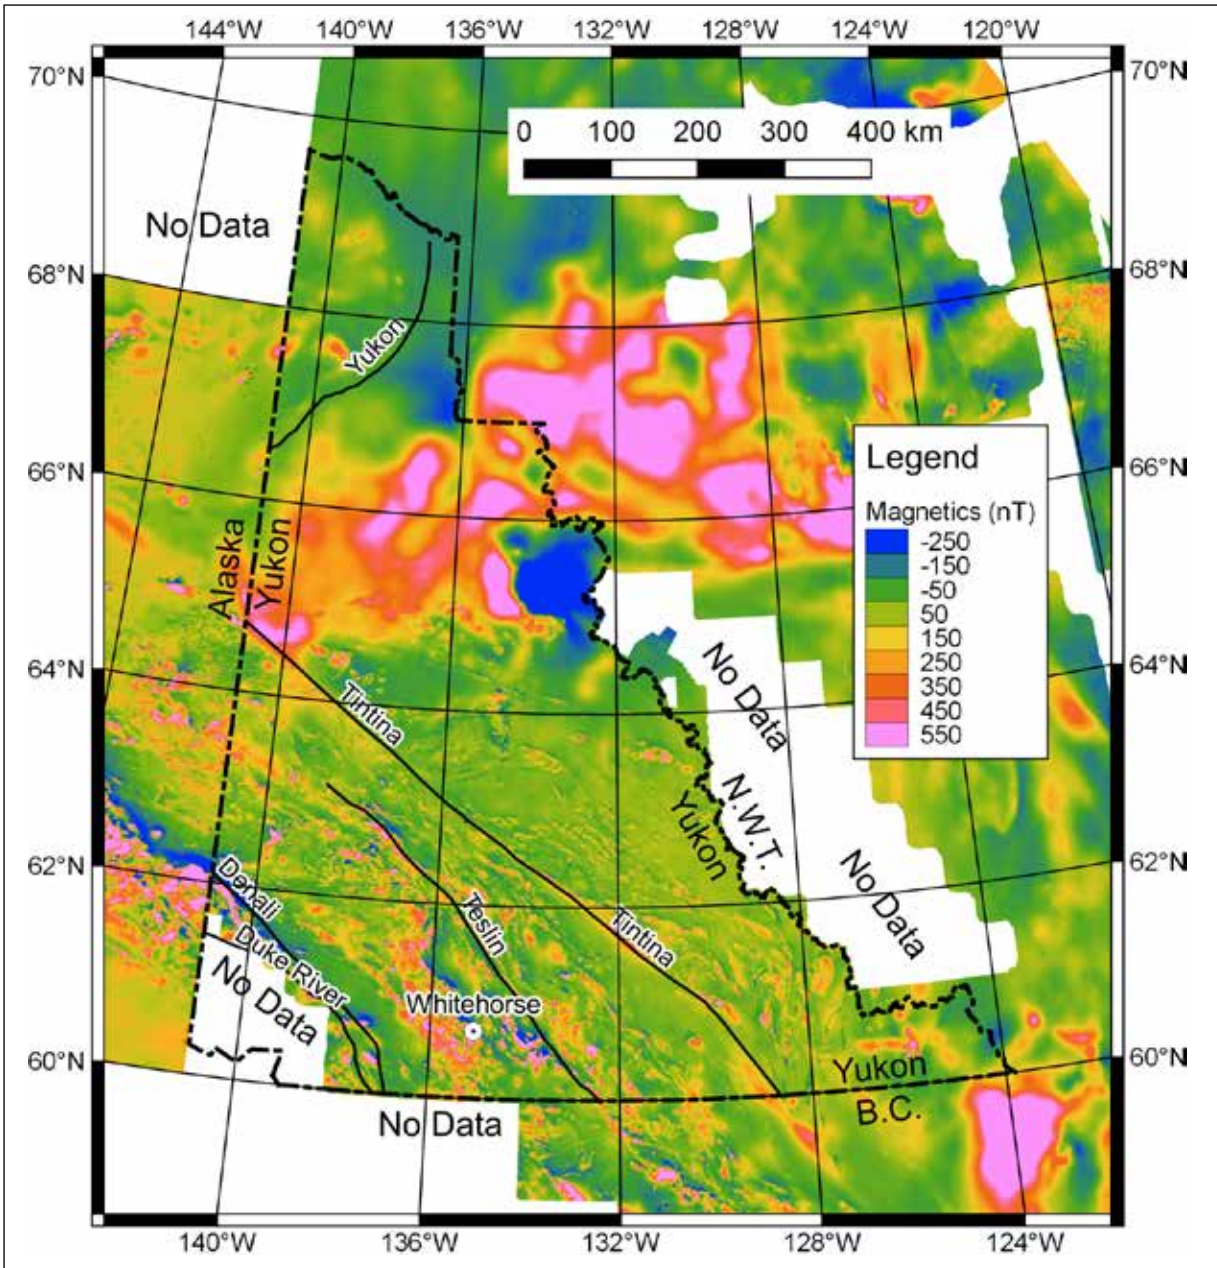 144°W 140°W 136°W 132°W 128°W 124°W 120°W
70°N 70°N
0 100 200 300 400 km
No Data
68°N 68°N
Yukon
Legend
66°N 66°N
Magnetics (nT)
-250
-150
-50
50
150
250
350
450
550
Alaska
Yukon
64°N 64°N
No Data
Tintina
N.W.T.
Yukon
62°N 62°N
No Data
Denali
Teslin
Tintina
Duke River
No Data
Whitehorse
60°N 60°N
Yukon
B.C.
No Data
140°W 136°W 132°W 128°W 124°W